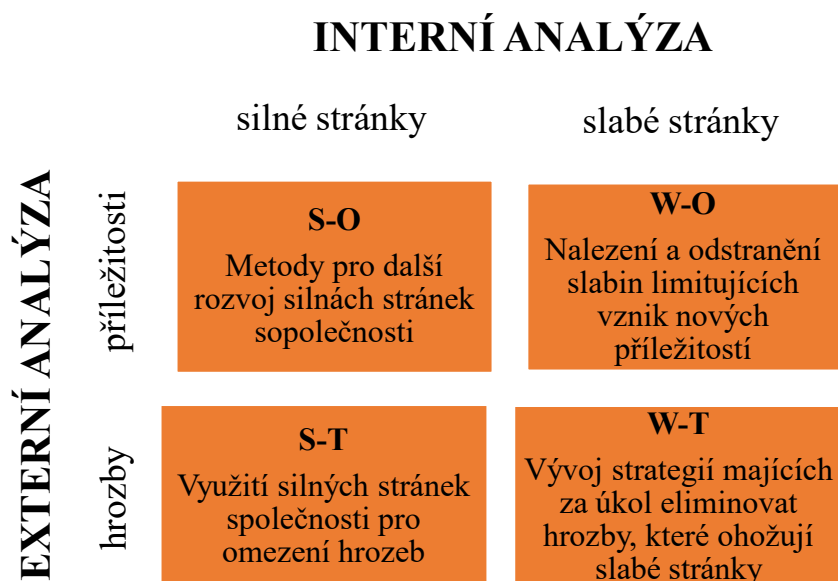 INTERNÍ ANALÝZA
silné stránky
slabé stránky
EXTERNÍ ANALÝZA
příležitosti
S-O
Metody pro další
rozvoj silnách stránek
sopolečnosti
W-O
Nalezení a odstranění
slabin limitujících
vznik nových
příležitostí
hrozby
S-T
Využití silných stránek
společnosti pro
omezení hrozeb
W-T
Vývoj strategií majících
za úkol eliminovat
hrozby, které ohožují
slabé stránky